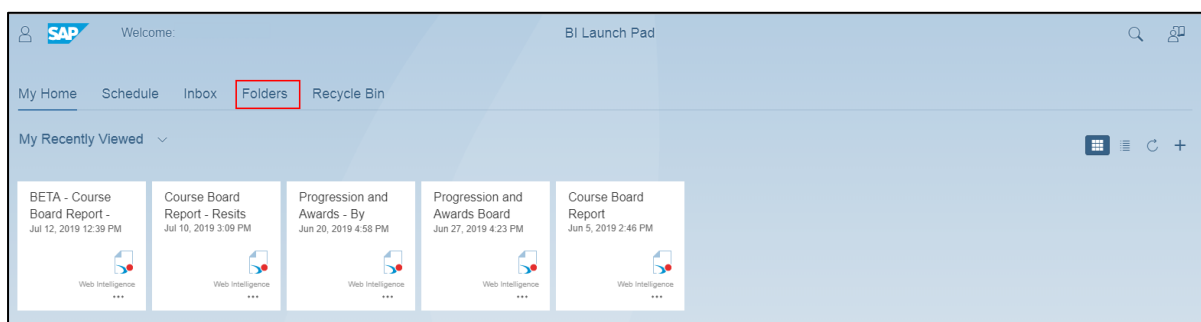 SAP Welcome: BI Launch Pad
My Home Schedule Inbox Folders Recycle Bin
My Recently Viewed
BETA - Course
Board Report -
Jul 12, 2019 12:39 PM
Web Intelligence
Course Board
Report - Resits
Jul 10, 2019 3:09 PM
Web Intelligence
Progression and
Awards - By
Jun 20, 2019 4:58 PM
Web Intelligence
Progression and
Awards Board
Jun 27, 2019 4:23 PM
Web Intelligence
Course Board
Report
Jun 5, 2019 2:46 PM
Web Intelligence